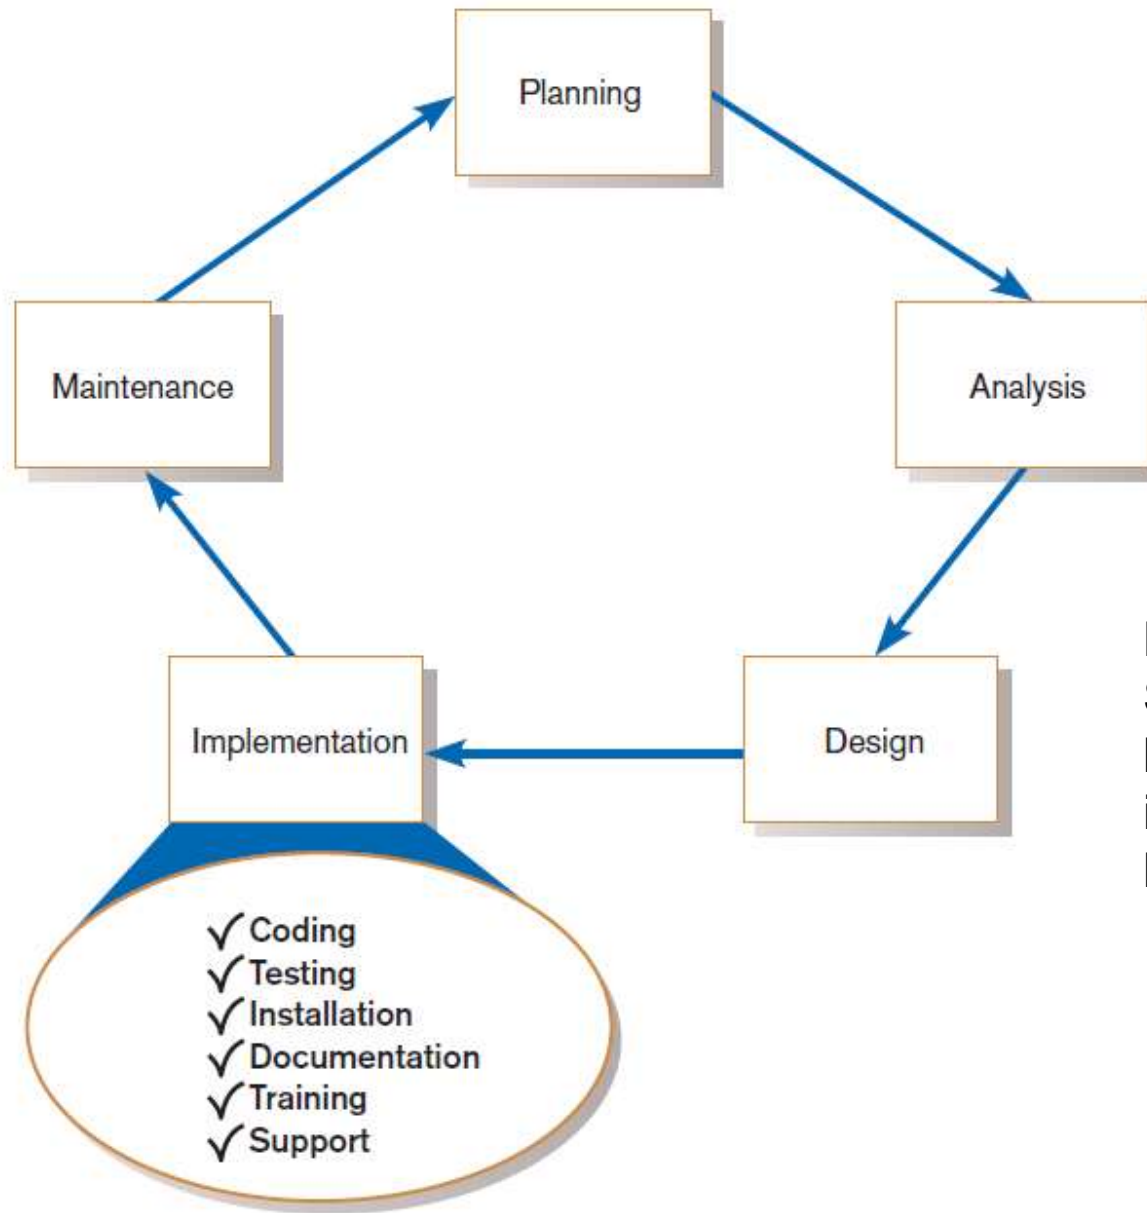 Planning
Maintenance
Analysis
Implementation
Design
Coding
Testing
Installation
Documentation
Training
Support